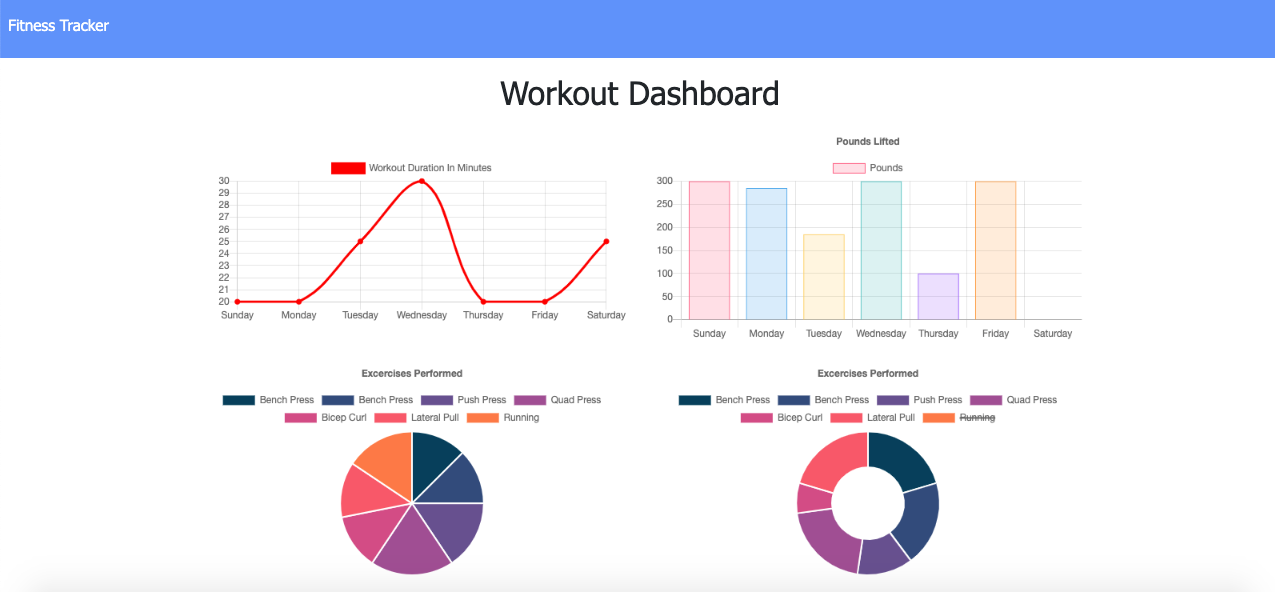 Fitness Tracker
Workout Dashboard
Workout Duration In Minutes
30
29
28
27
26
25
24
23
22
21
20
Sunday Monday Tuesday Wednesday Thursday Friday Saturday
Pounds Lifted
Pounds
300
250
200
150
100
50
0
Sunday Monday Tuesday Wednesday Thursday Friday Saturday
Excercises Performed
Bench Press Bench Press Push Press Quad Press
Bicep Curl Lateral Pull Running
Excercises Performed
Bench Press Bench Press Push Press Quad Press
Bicep Curl Lateral Pull Running